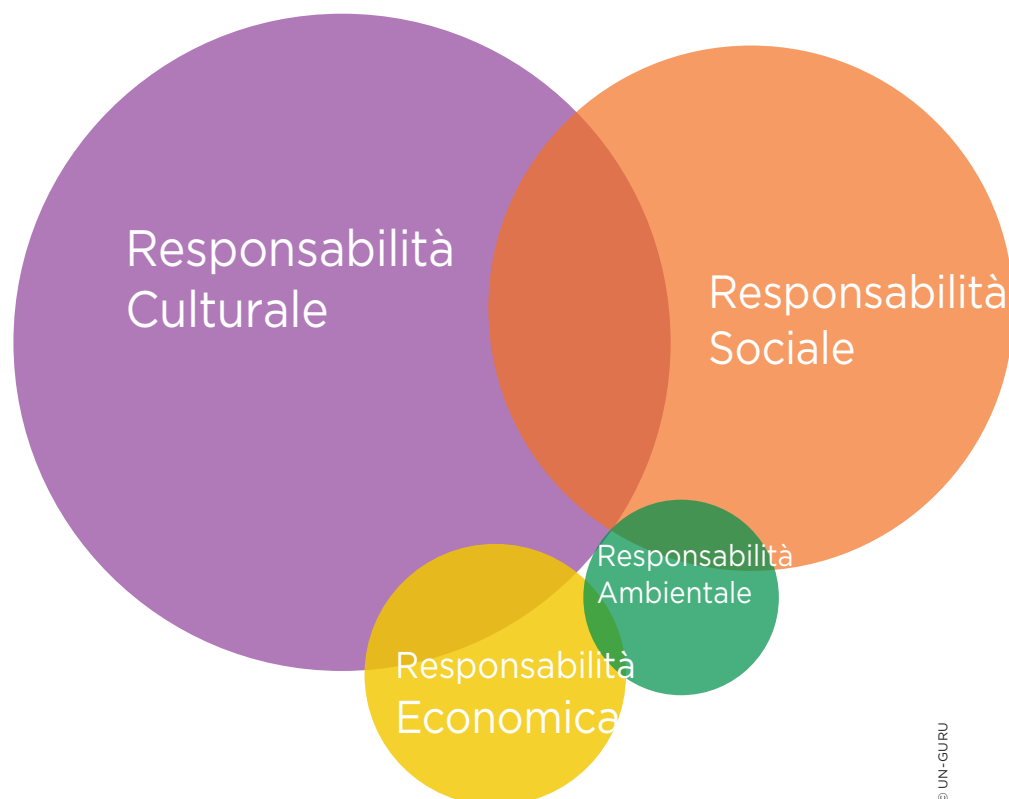 Responsabilità
Culturale
Responsabilità
Sociale
Responsabilità
Ambientale
Responsabilità
Economica
© UN-GURU